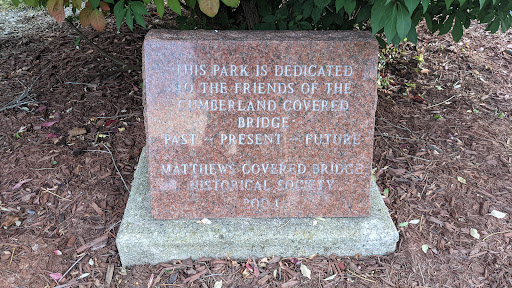 THIS PARK IS DEDICATED
TO THE FRIENDS OF THE
CUMBERLAND COVERED
BRIDGE
PAST - PRESENT - FUTURE
MATTHEWS COVERED BRIDGE
HISTORICAL SOCIETY